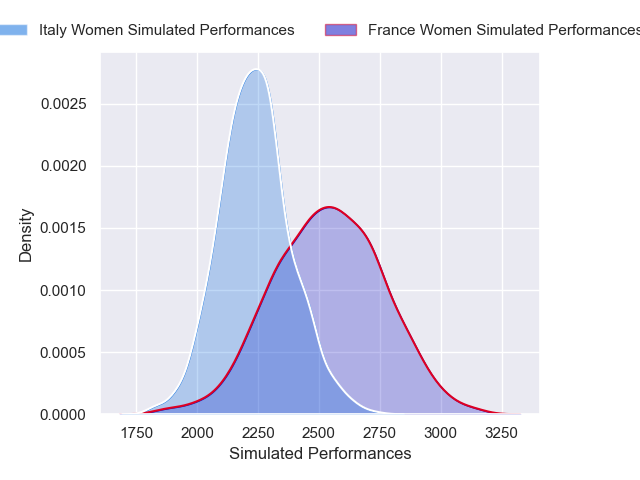 Italy Women Simulated Performances France Women Simulated Performances
0.0025
0.0020
0.0015
0.0010
0.0005
0.0000
Density
1750 2000 2250 2500 2750 3000 3250
Simulated Performances